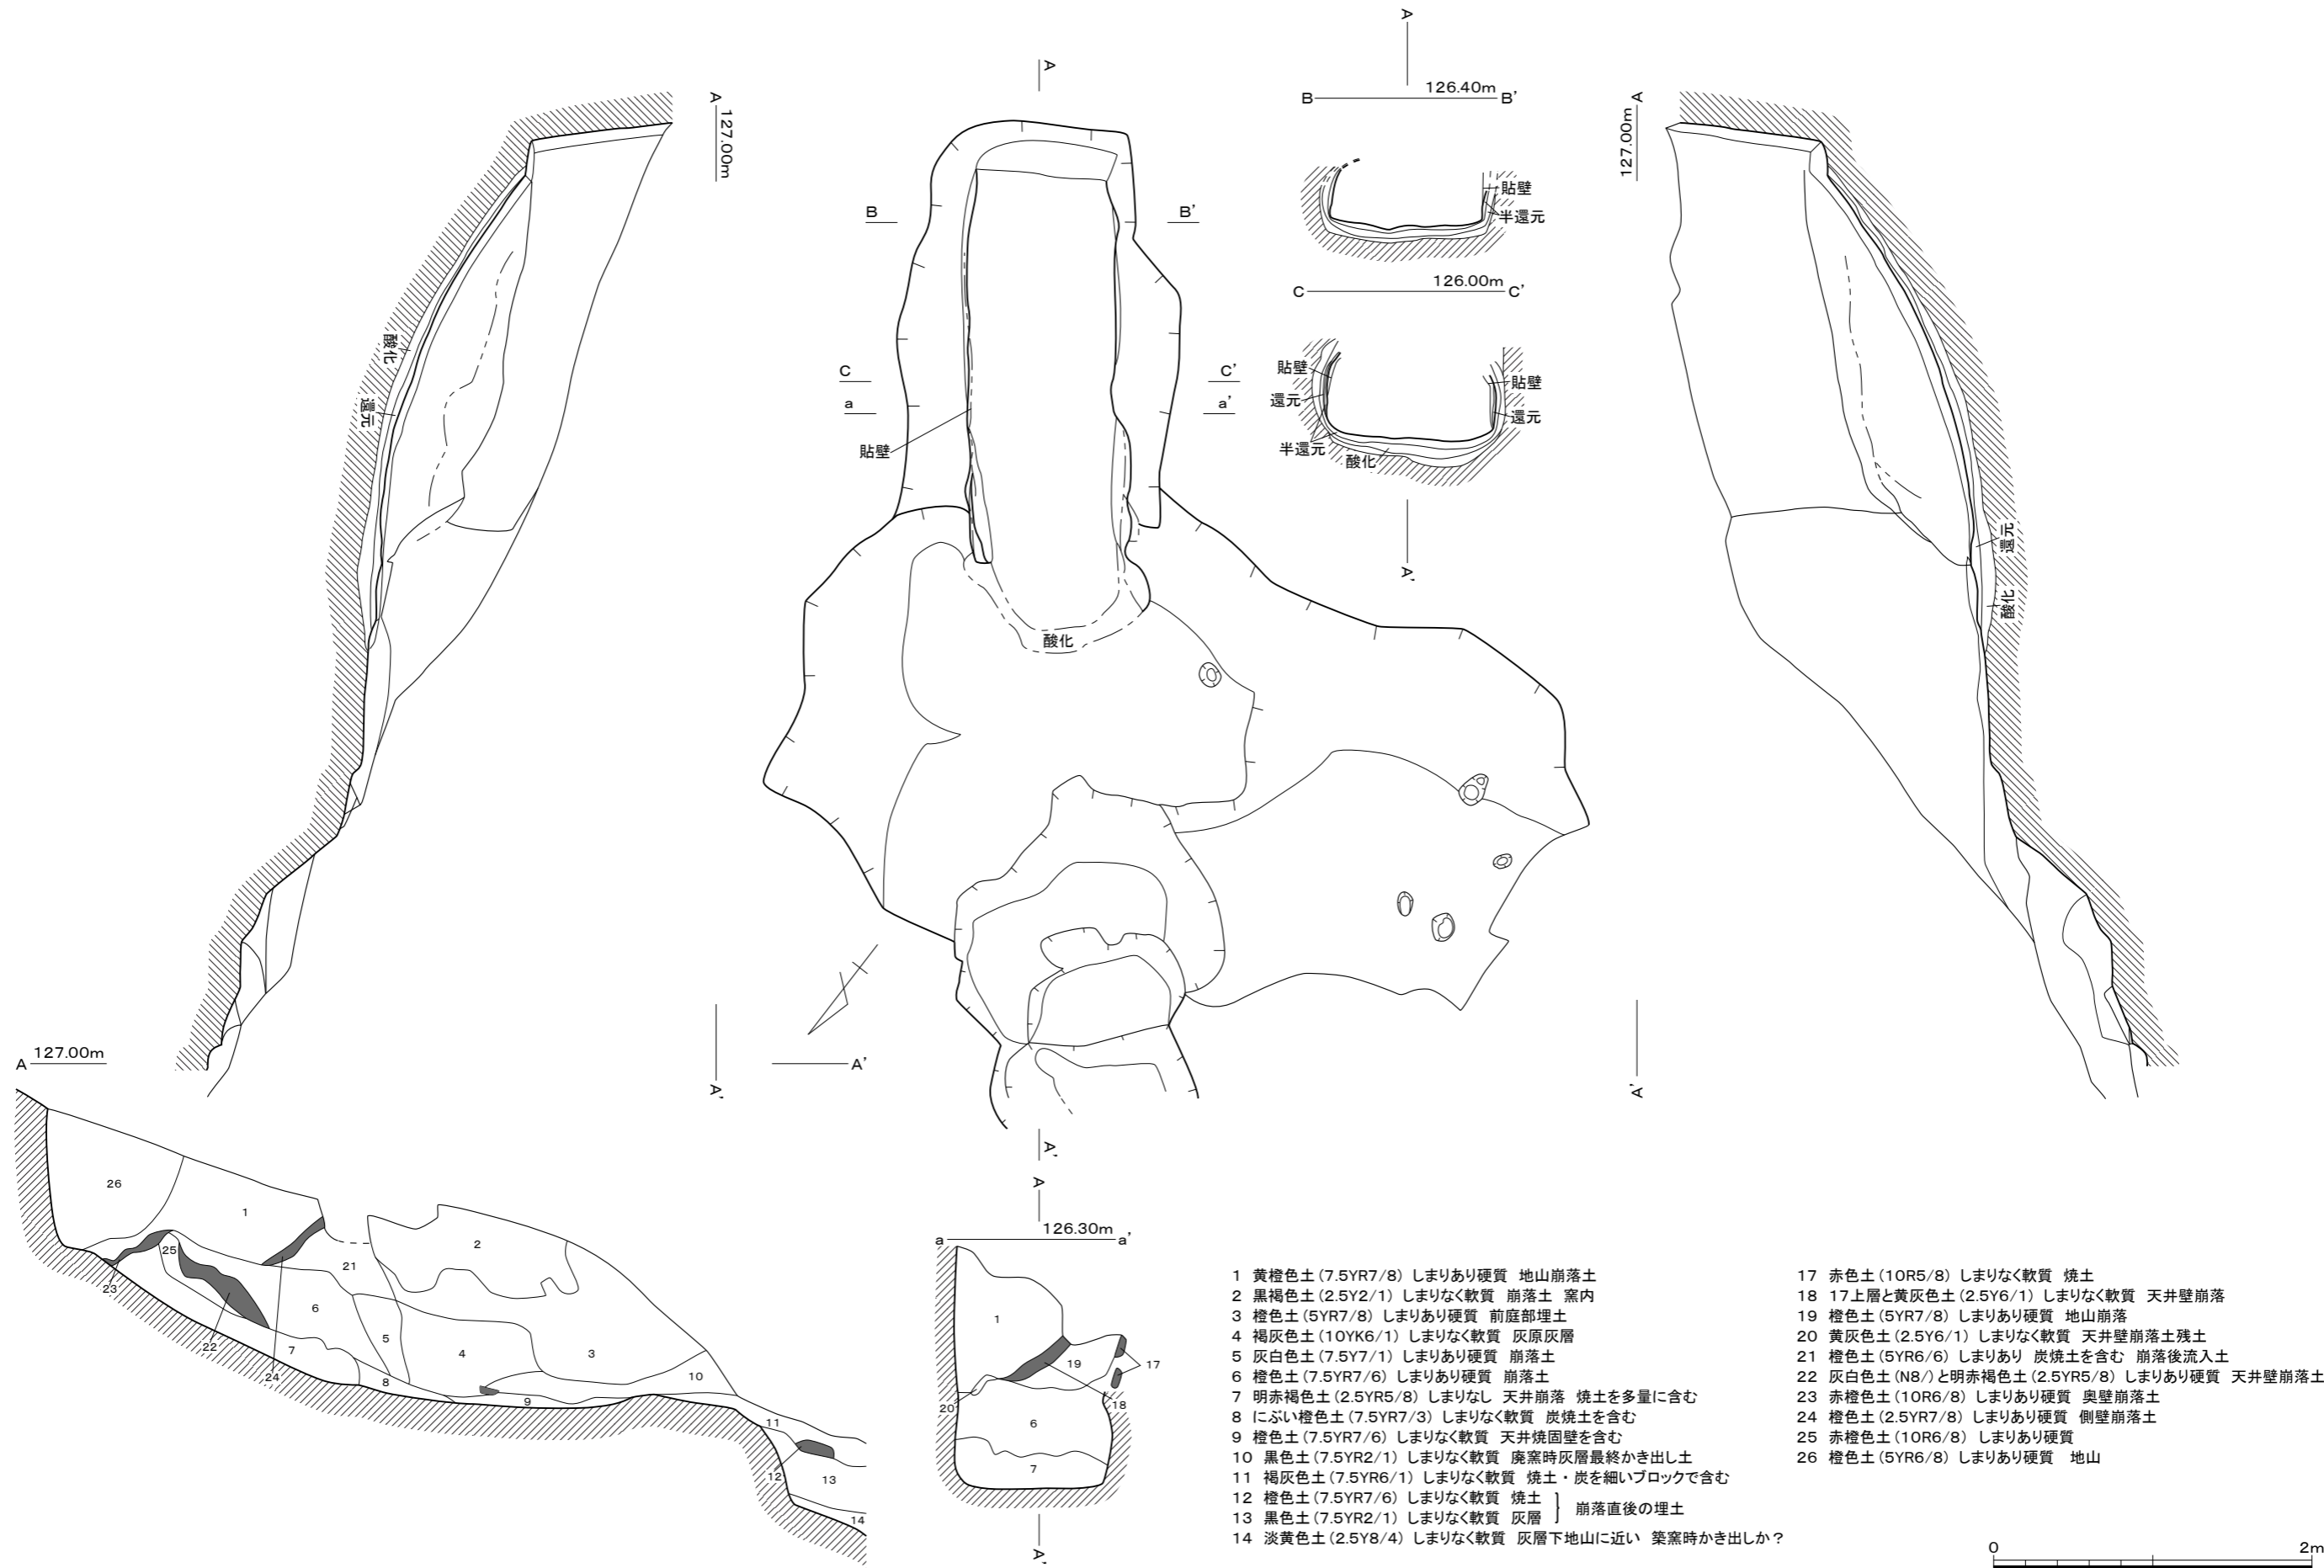 A
127.00m
酸化
還元
A'
A
B
B'
C
C'
a
a'
貼壁
酸化
A'
A'
A
B 126.40m B'
貼壁
半還元
C 126.00m C'
貼壁
還元
半還元
酸化
貼壁
還元
A'
A
127.00m
還元
酸化
A'
A 127.00m
26
1
2
25
21
23
6
5
4
3
22
7
24
8
9
10
11
12
13
14
A
126.30m
a a'
1
19
17
20
18
6
7
A'
1 黄橙色土(7.5YR7/8) しまりあり硬質 地山崩落土
2 黒褐色土(2.5Y2/1) しまりなく軟質 崩落土 窯内
3 橙色土(5YR7/8) しまりあり硬質 前庭部埋土
4 褐灰色土(10YK6/1) しまりなく軟質 灰原灰層
5 灰白色土(7.5Y7/1) しまりあり硬質 崩落土
6 橙色土(7.5YR7/6) しまりあり硬質 崩落土
7 明赤褐色土(2.5YR5/8) しまりなし 天井崩落 焼土を多量に含む
8 にぶい橙色土(7.5YR7/3) しまりなく軟質 炭焼土を含む
9 橙色土(7.5YR7/6) しまりなく軟質 天井焼固壁を含む
10 黒色土(7.5YR2/1) しまりなく軟質 廃窯時灰層最終かき出し土
11 褐灰色土(7.5YR6/1) しまりなく軟質 焼土・炭を細いブロックで含む
12 橙色土(7.5YR7/6) しまりなく軟質 焼土
13 黒色土(7.5YR2/1) しまりなく軟質 灰層
崩落直後の埋土
14 淡黄色土(2.5Y8/4) しまりなく軟質 灰層下地山に近い 築窯時かき出しか？
17 赤色土(10R5/8) しまりなく軟質 焼土
18 17上層と黄灰色土(2.5Y6/1) しまりなく軟質 天井壁崩落
19 橙色土(5YR7/8) しまりあり硬質 地山崩落
20 黄灰色土(2.5Y6/1) しまりなく軟質 天井壁崩落土残土
21 橙色土(5YR6/6) しまりあり 炭焼土を含む 崩落後流入土
22 灰白色土(N8/)と明赤褐色土(2.5YR5/8) しまりあり硬質 天井壁崩落土
23 赤橙色土(10R6/8) しまりあり硬質 奥壁崩落土
24 橙色土(2.5YR7/8) しまりあり硬質 側壁崩落土
25 赤橙色土(10R6/8) しまりあり硬質
26 橙色土(5YR6/8) しまりあり硬質 地山
0 2m